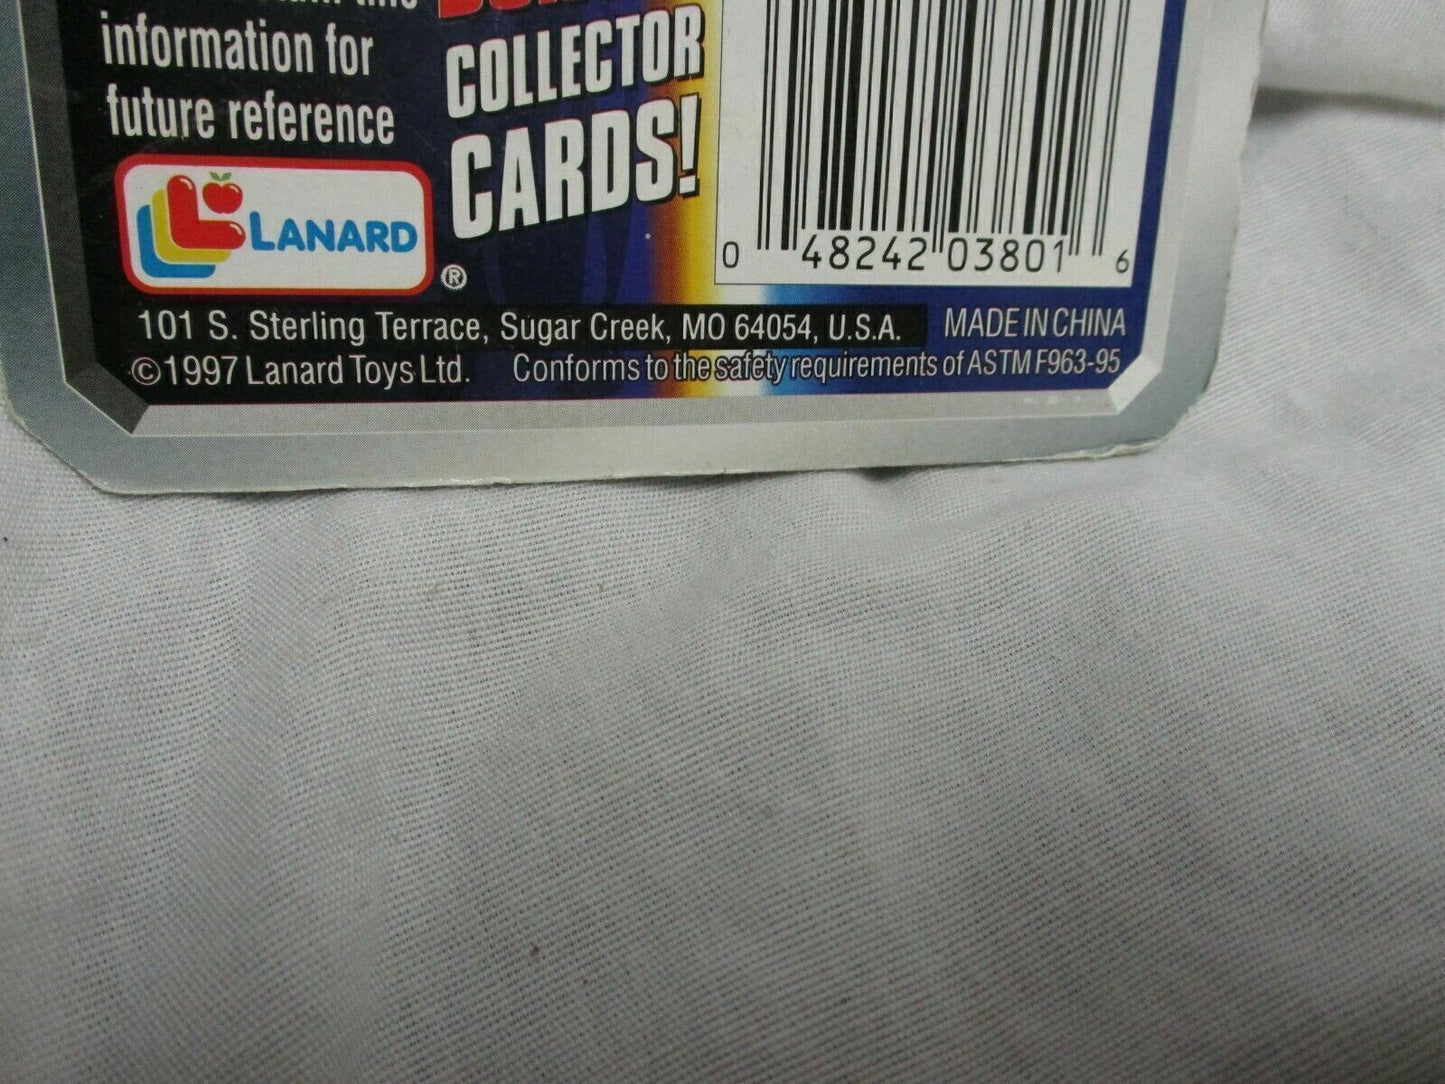 this
information for
future reference
COLLECTOR
CARDS!
LANARD
®
0 48242 03801 6
101 S. Sterling Terrace, Sugar Creek, MO 64054, U.S.A. MADE IN CHINA
©1997 Lanard Toys Ltd. Conforms to the safety requirements of ASTM F963-95